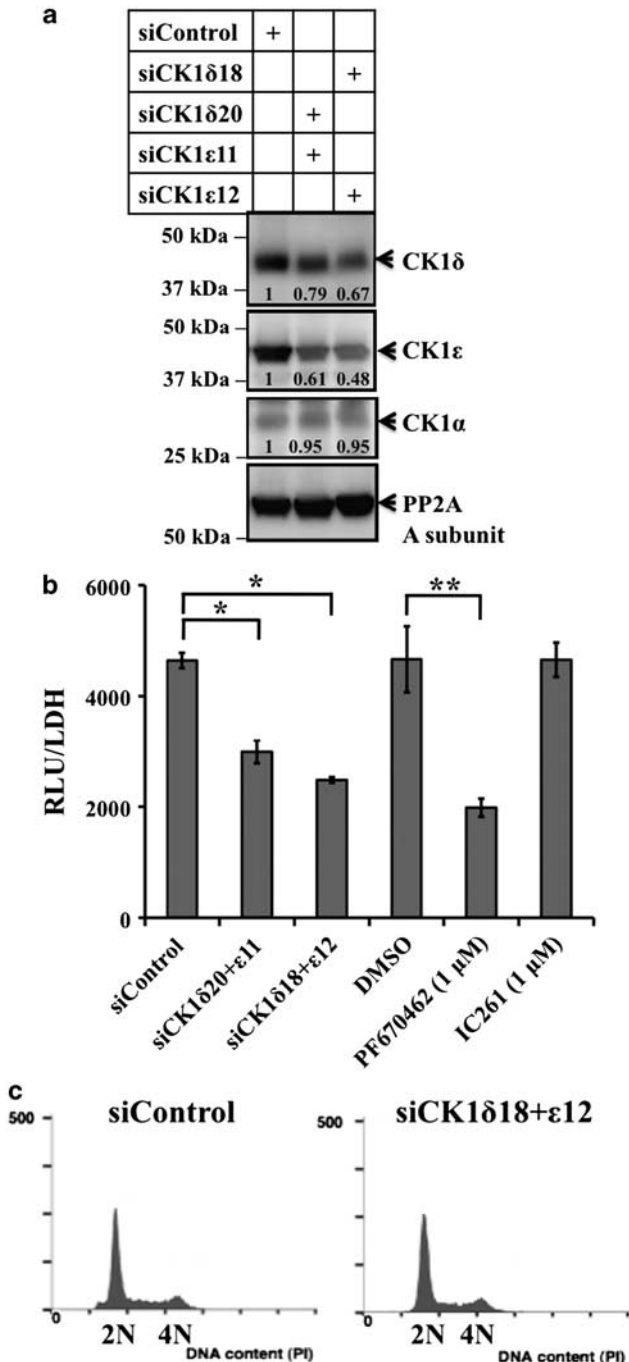 a
siControl +
siCK1δ18 +
siCK1δ20 +
siCK1ε11 +
siCK1ε12 +
50 kDa
CK1δ
37 kDa
1 0.79 0.67
50 kDa
CK1ε
37 kDa
1 0.61 0.48
CK1α
1 0.95 0.95
25 kDa
PP2A
A subunit
50 kDa
b
6000
4000
2000
0
RLU/LDH
*
*
**
siControl
siCK1δ20+ε11
siCK1δ18+ε12
DMSO
PF670462 (1 μM)
IC261 (1 μM)
c
siControl
500
0
2N 4N
DNA content (PI)
siCK1δ18+ε12
500
0
2N 4N
DNA content (PI)